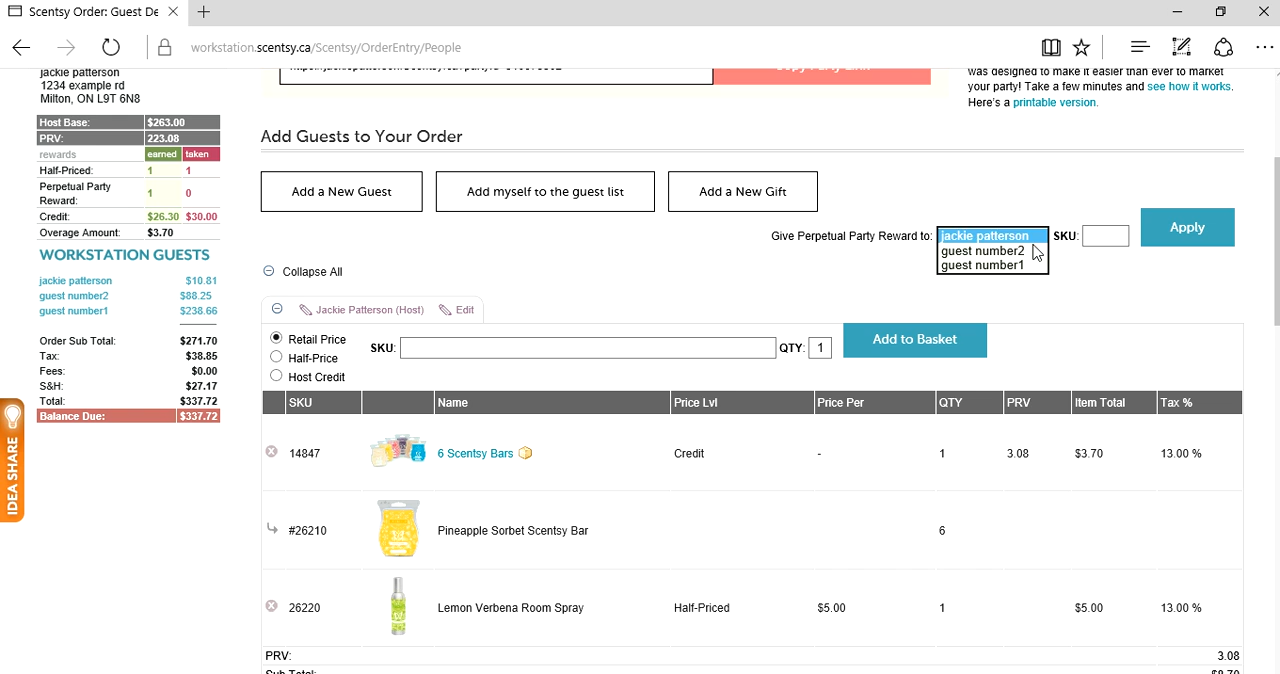 Scentsy Order: Guest De
workstation.scentsy.ca/Scentsy/OrderEntry/People
jackie patterson
1234 example rd
Milton, ON L9T 6N8
Host Base: $263.00
PRV: 223.08
rewards earned taken
Half-Priced: 1 1
Perpetual Party Reward: 1 0
Credit: $26.30 $30.00
Overage Amount: $3.70
WORKSTATION GUESTS
jackie patterson $10.81
guest number2 $88.25
guest number1 $238.66
Order Sub Total: $271.70
Tax: $38.85
Fees: $0.00
S&H: $27.17
Total: $337.72
Balance Due: $337.72
IDEA SHARE
was designed to make it easier than ever to market
your party! Take a few minutes and see how it works.
Here's a printable version.
Add Guests to Your Order
Add a New Guest
Add myself to the guest list
Add a New Gift
Give Perpetual Party Reward to: jackie patterson SKU: Apply
guest number2
guest number1
Collapse All
Jackie Patterson (Host) Edit
Retail Price
Half-Price
Host Credit
SKU: QTY: 1 Add to Basket
SKU Name Price Lvl Price Per QTY PRV Item Total Tax %
14847 6 Scentsy Bars Credit - 1 3.08 $3.70 13.00 %
#26210 Pineapple Sorbet Scentsy Bar 6
26220 Lemon Verbena Room Spray Half-Priced $5.00 1 $5.00 13.00 %
PRV: 3.08
Sub Total: $8.70